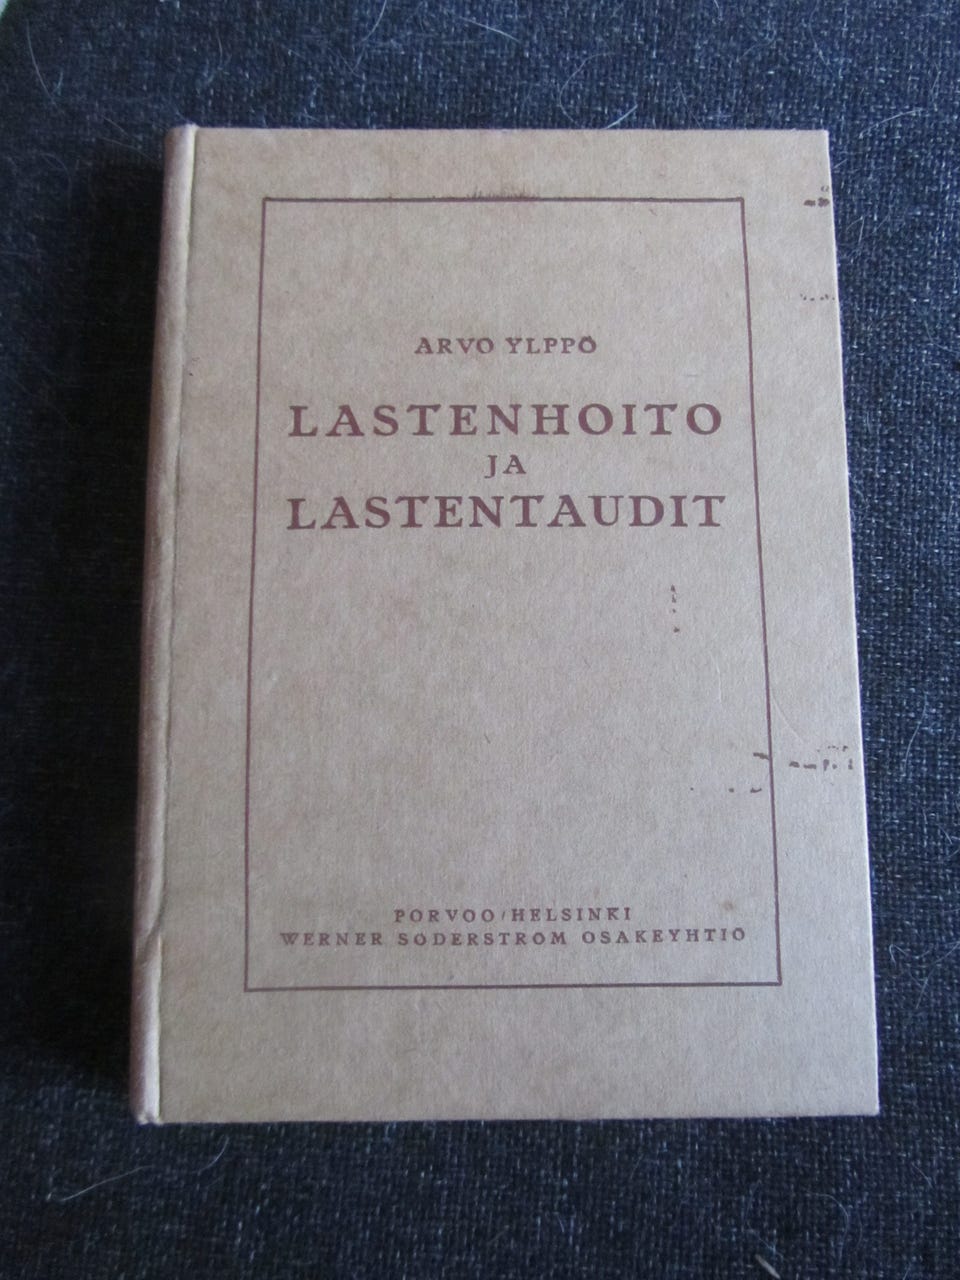 ARVO YLPPÖ
LASTENHOITO
JA
LASTENTAUDIT
PORVOO/HELSINKI
WERNER SÖDERSTRÖM OSAKEYHTIÖ